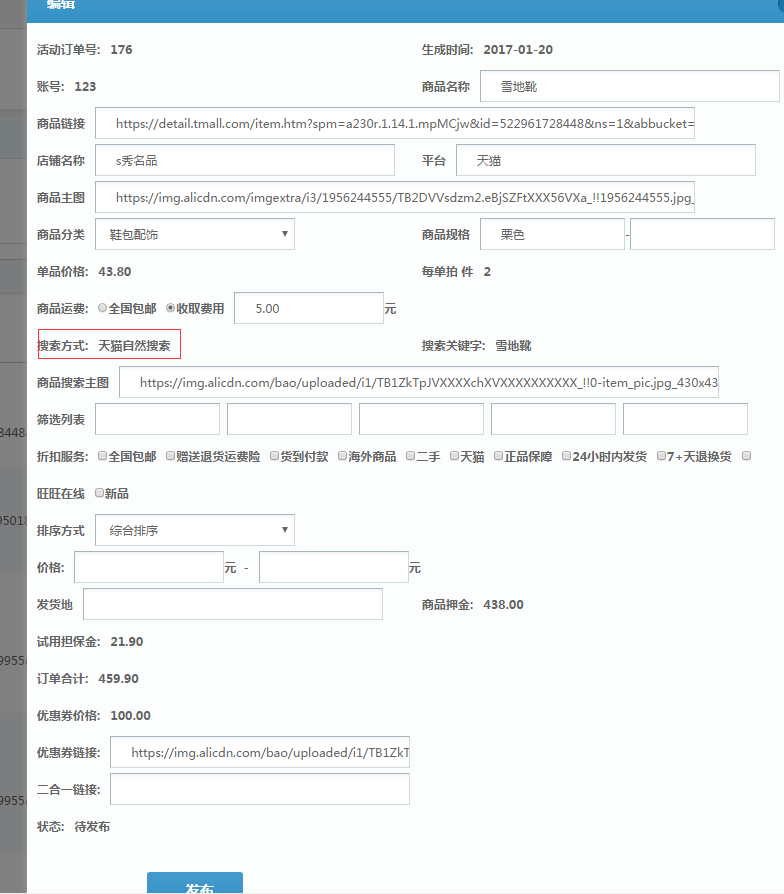 编辑
活动订单号: 176 生成时间: 2017-01-20
账号: 123 商品名称 雪地靴
商品链接 https://detail.tmall.com/item.htm?spm=a230r.1.14.1.mpMCjw&id=522961728448&ns=1&abbucket=
店铺名称 s秀名品 平台 天猫
商品主图 https://img.alicdn.com/imgextra/i3/1956244555/TB2DVVsdzm2.eBjSZFtXXX56VXa_!!1956244555.jpg_
商品分类 鞋包配饰 商品规格 栗色 -
单品价格: 43.80 每单拍 件 2
商品运费: 全国包邮 收取费用 5.00 元
搜索方式: 天猫自然搜索 搜索关键字: 雪地靴
商品搜索主图 https://img.alicdn.com/bao/uploaded/i1/TB1ZkTpJVXXXXchXVXXXXXXXXXX_!!0-item_pic.jpg_430x43
筛选列表
折扣服务: 全国包邮 赠送退货运费险 货到付款 海外商品 二手 天猫 正品保障 24小时内发货 7+天退换货
旺旺在线 新品
排序方式 综合排序
价格: 元 - 元
发货地 商品押金: 438.00
试用担保金: 21.90
订单合计: 459.90
优惠券价格: 100.00
优惠券链接: https://img.alicdn.com/bao/uploaded/i1/TB1ZkT
二合一链接:
状态: 待发布
发布